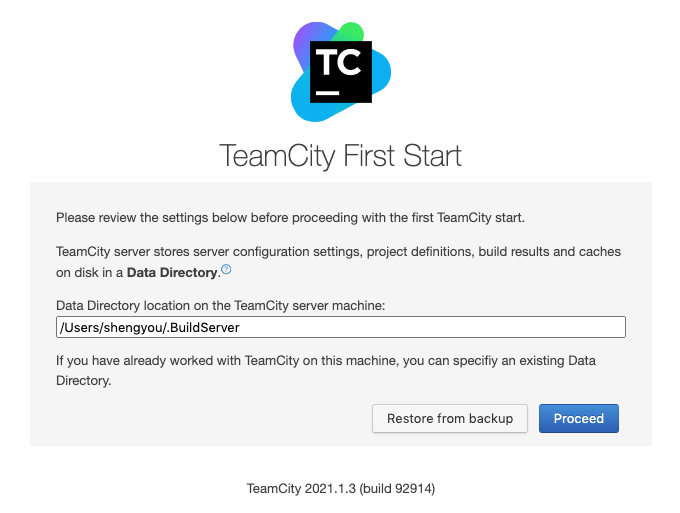 TC
TeamCity First Start
Please review the settings below before proceeding with the first TeamCity start.
TeamCity server stores server configuration settings, project definitions, build results and caches
on disk in a Data Directory.?
Data Directory location on the TeamCity server machine:
/Users/shengyou/.BuildServer
If you have already worked with TeamCity on this machine, you can specifiy an existing Data
Directory.
Restore from backup
Proceed
TeamCity 2021.1.3 (build 92914)